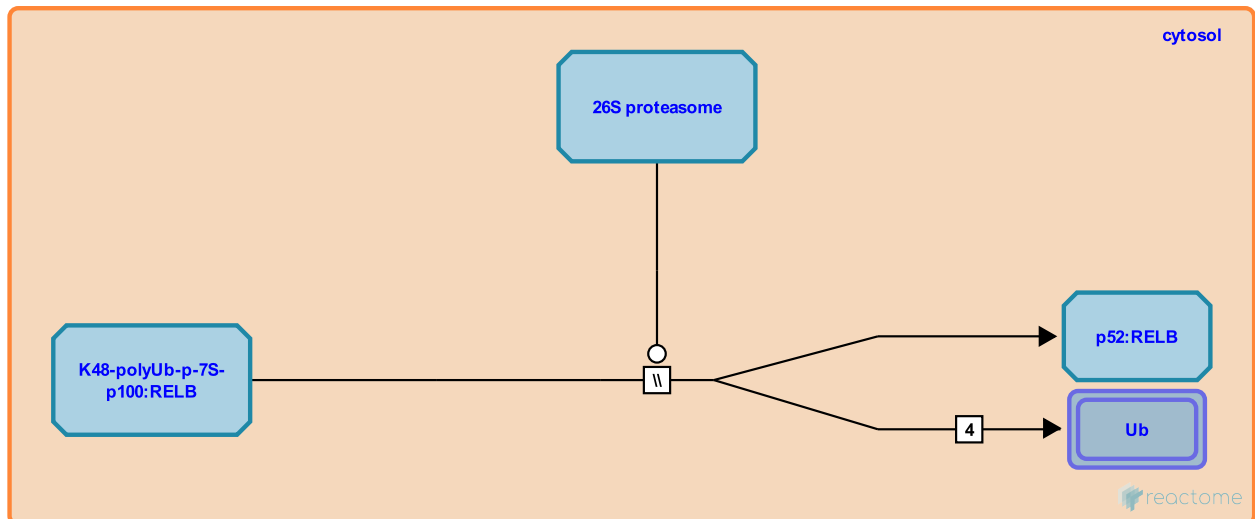 cytosol
26S proteasome
K48-polyUb-p-7S-
p100:RELB
\\
p52:RELB
4
Ub
reactome